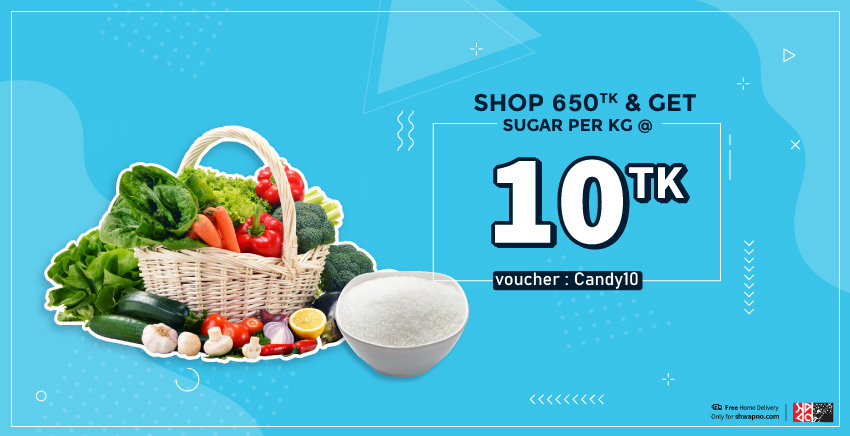 SHOP 650TK & GET
SUGAR PER KG @
10TK
voucher : Candy10
Free Home Delivery
Only for shwapno.com